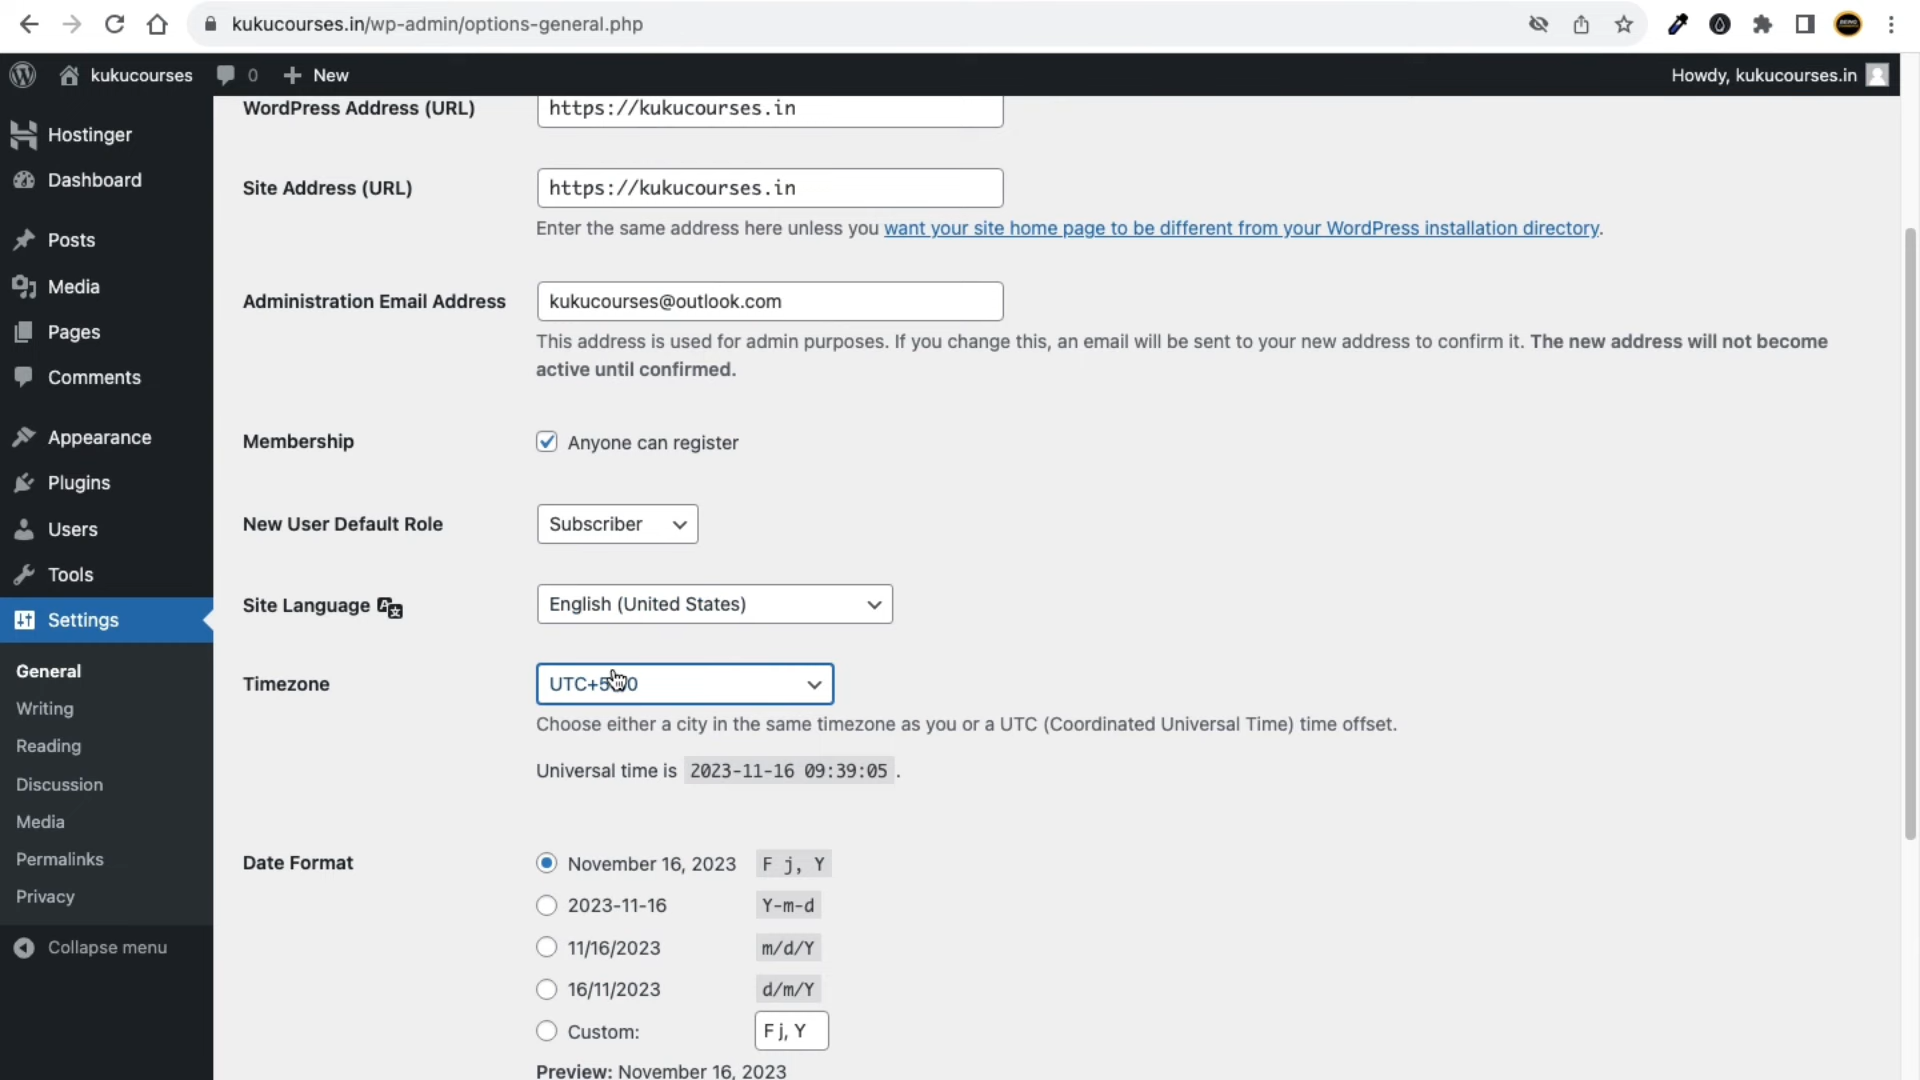 kukucourses.in/wp-admin/options-general.php
kukucourses 0 New Howdy, kukucourses.in
Hostinger
Dashboard
Posts
Media
Pages
Comments
Appearance
Plugins
Users
Tools
Settings
General
Writing
Reading
Discussion
Media
Permalinks
Privacy
Collapse menu
WordPress Address (URL) https://kukucourses.in
Site Address (URL) https://kukucourses.in
Enter the same address here unless you want your site home page to be different from your WordPress installation directory.
Administration Email Address kukucourses@outlook.com
This address is used for admin purposes. If you change this, an email will be sent to your new address to confirm it. The new address will not become
active until confirmed.
Membership Anyone can register
New User Default Role Subscriber
Site Language English (United States)
Timezone
Choose either a city in the same timezone as you or a UTC (Coordinated Universal Time) time offset.
Universal time is 2023-11-16 09:39:05 .
Date Format November 16, 2023 F j, Y
2023-11-16 Y-m-d
11/16/2023 m/d/Y
16/11/2023 d/m/Y
Custom: F j, Y
Preview: November 16, 2023